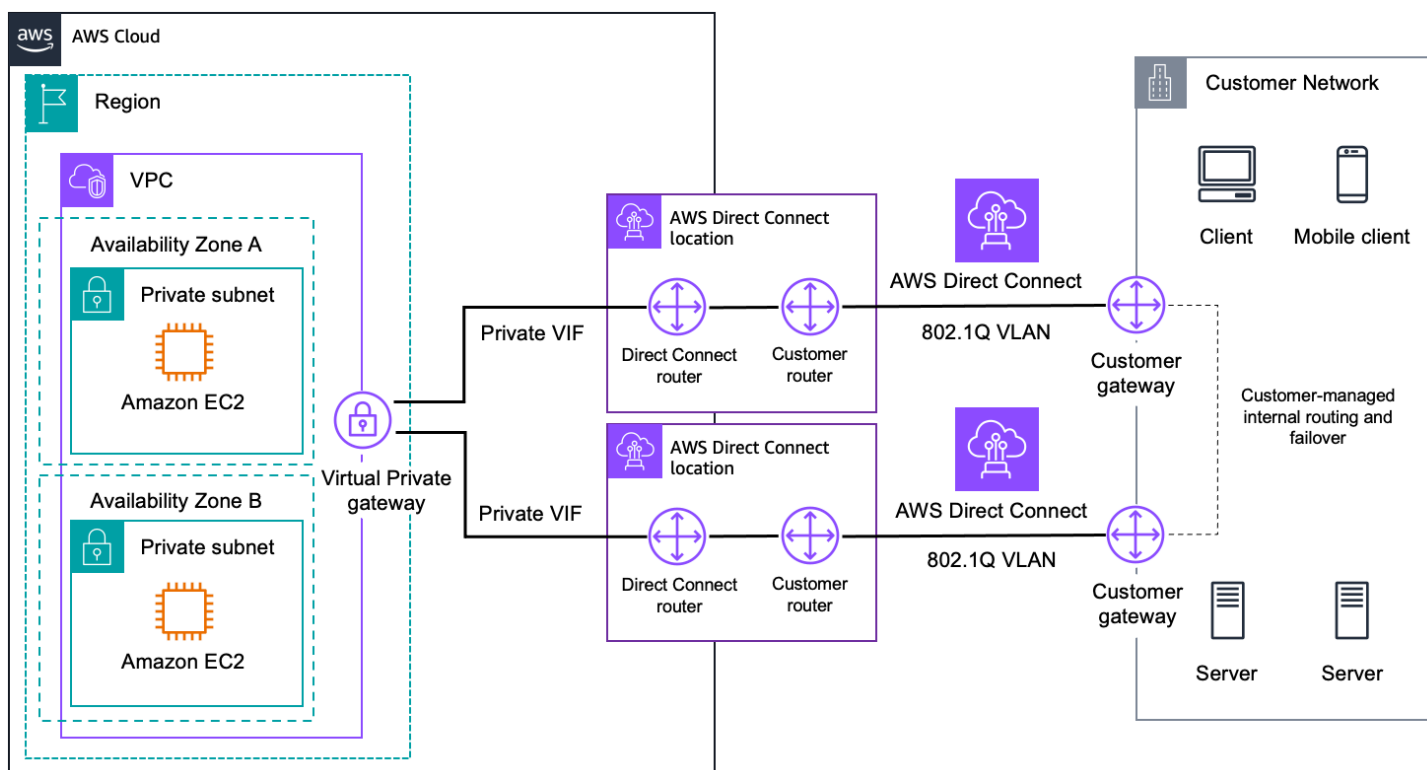 aws
AWS Cloud
Region
VPC
Availability Zone A
Private subnet
Amazon EC2
Availability Zone B
Private subnet
Amazon EC2
Virtual Private
gateway
Private VIF
Private VIF
AWS Direct Connect
location
Direct Connect
router
Customer
router
AWS Direct Connect
location
Direct Connect
router
Customer
router
AWS Direct Connect
802.1Q VLAN
AWS Direct Connect
802.1Q VLAN
Customer Network
Client
Mobile client
Customer
gateway
Customer-managed
internal routing and
failover
Customer
gateway
Server
Server